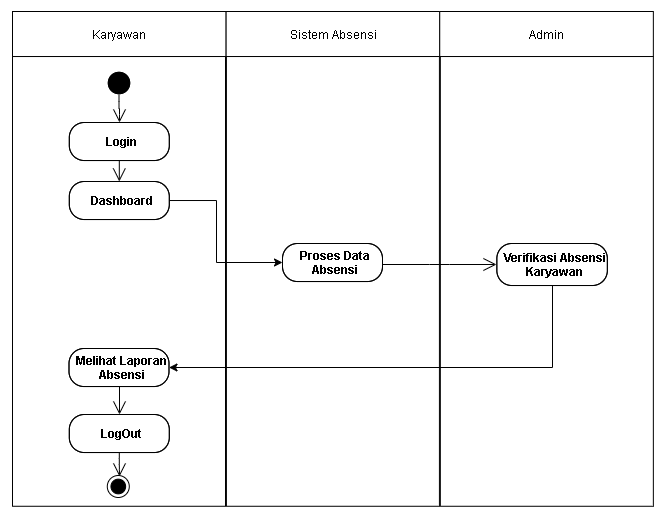 Karyawan
Sistem Absensi
Admin
Login
Dashboard
Proses Data
Absensi
Verifikasi Absensi
Karyawan
Melihat Laporan
Absensi
LogOut